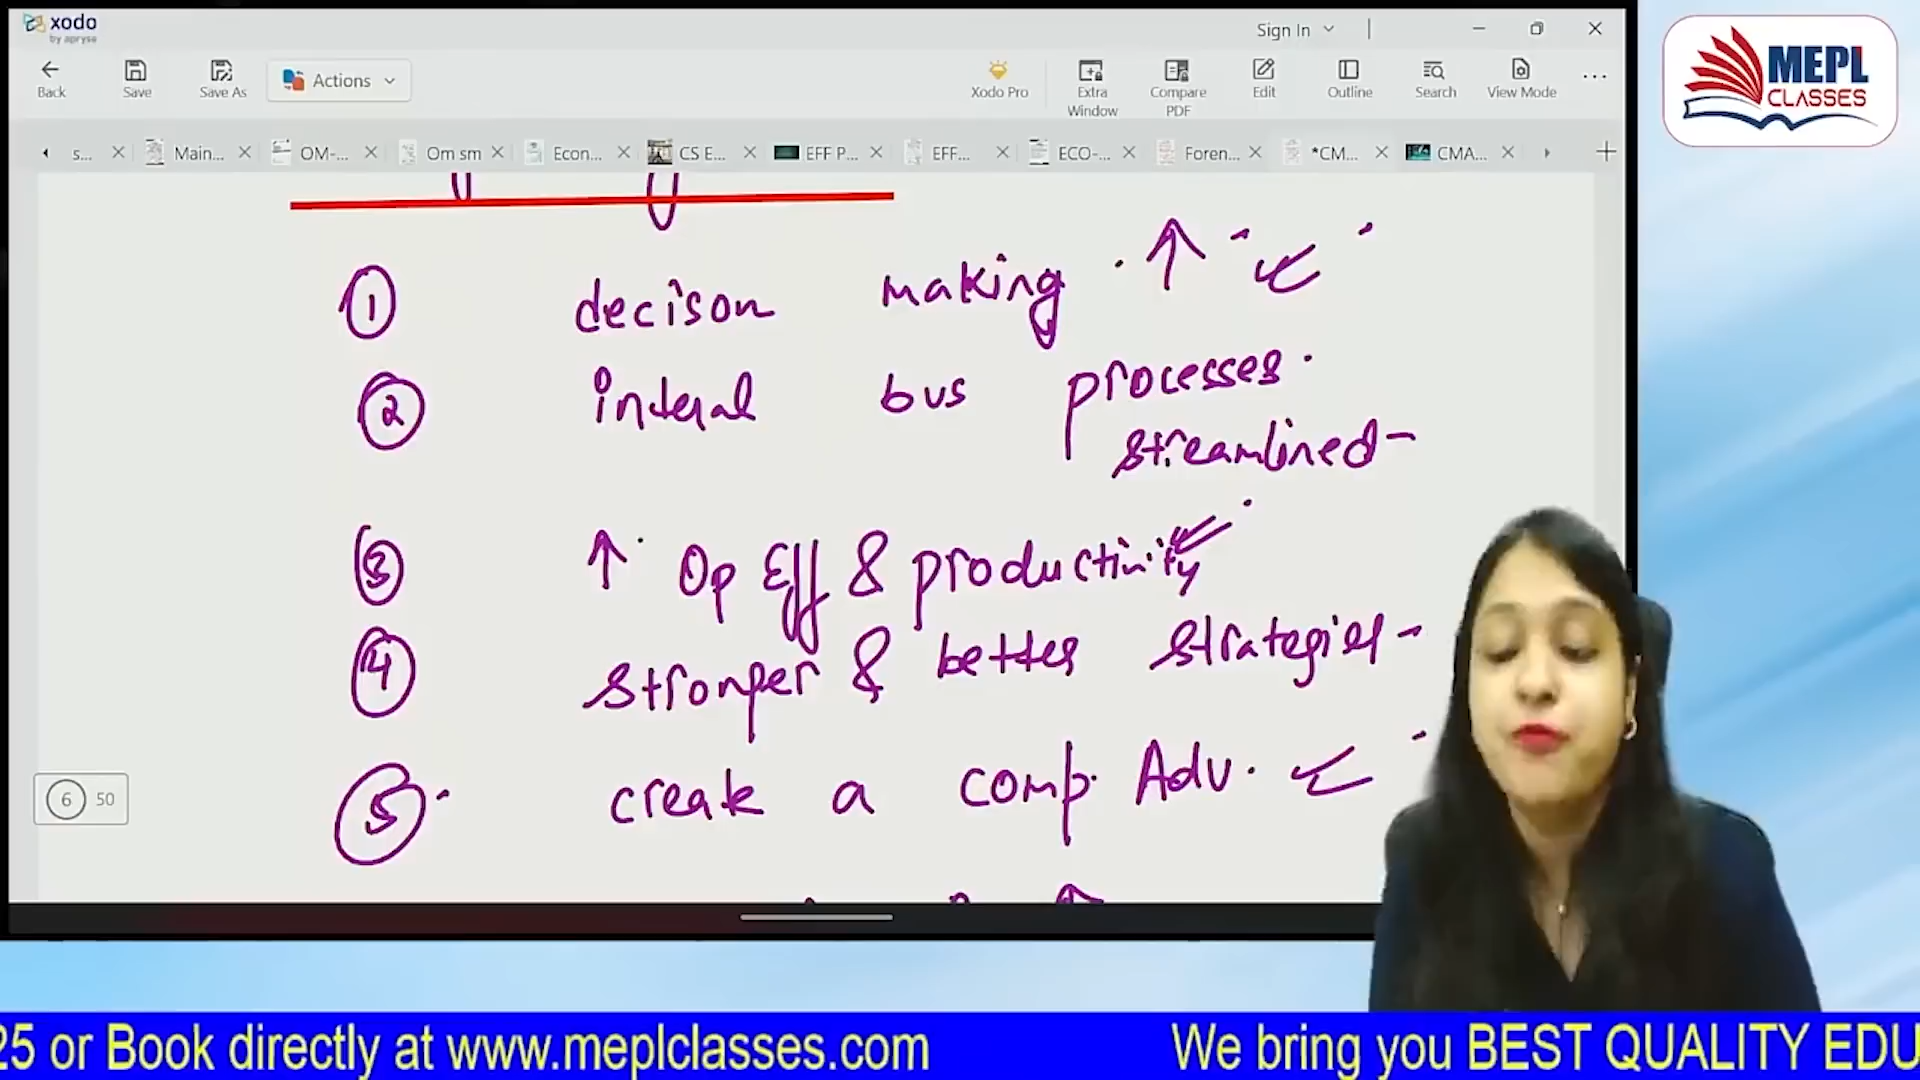 xodo
by apryse
Sign In
Back
Save
Save As
Actions
Xodo Pro
Extra Window
Compare PDF
Edit
Outline
Search
View Mode
s...
Main...
OM-...
Om sm
Econ...
CS E...
EFF P...
EFF...
ECO-...
Foren...
*CM...
CMA...
MEPL
CLASSES
1 decison making ↑
2 interal bus processes
streamlined
3 ↑ Op Eff & productivity
4 stronger & better strategies
5 create a comp. Adv.
6 50
25 or Book directly at www.meplclasses.com We bring you BEST QUALITY EDU